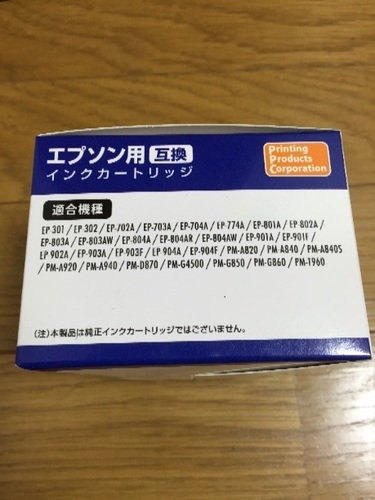 エプソン用 互換
インクカートリッジ
Printing
Products
Corporation
適合機種
EP-301 / EP-302 / EP-702A / EP-703A / EP-704A / EP-774A / EP-801A / EP-802A /
EP-803A / EP-803AW / EP-804A / EP-804AR / EP-804AW / EP-901A / EP-901F /
EP-902A / EP-903A / EP-903F / EP-904A / EP-904F / PM-A820 / PM-A840 / PM-A840S
/ PM-A920 / PM-A940 / PM-D870 / PM-G4500 / PM-G850 / PM-G860 / PM-T960
(注)本製品は純正インクカートリッジではございません。